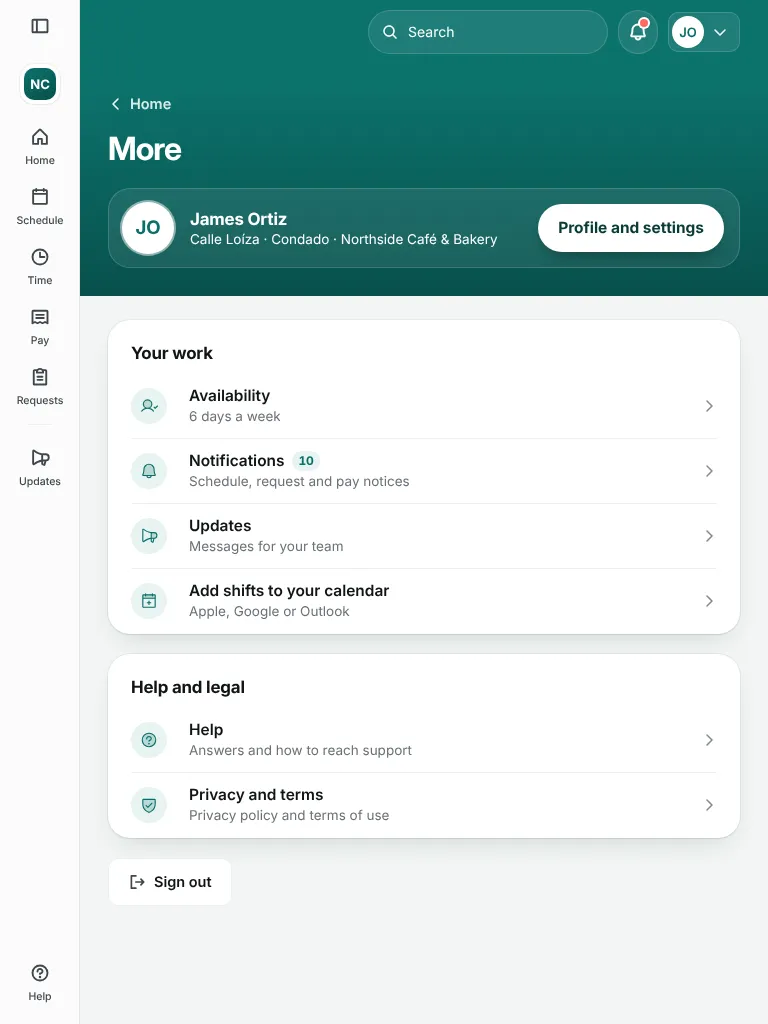 Search
JO
NC
Home
Schedule
Time
Pay
Requests
Updates
Help
Home
More
JO
James Ortiz
Calle Loíza · Condado · Northside Café & Bakery
Profile and settings
Your work
Availability
6 days a week
Notifications 10
Schedule, request and pay notices
Updates
Messages for your team
Add shifts to your calendar
Apple, Google or Outlook
Help and legal
Help
Answers and how to reach support
Privacy and terms
Privacy policy and terms of use
Sign out